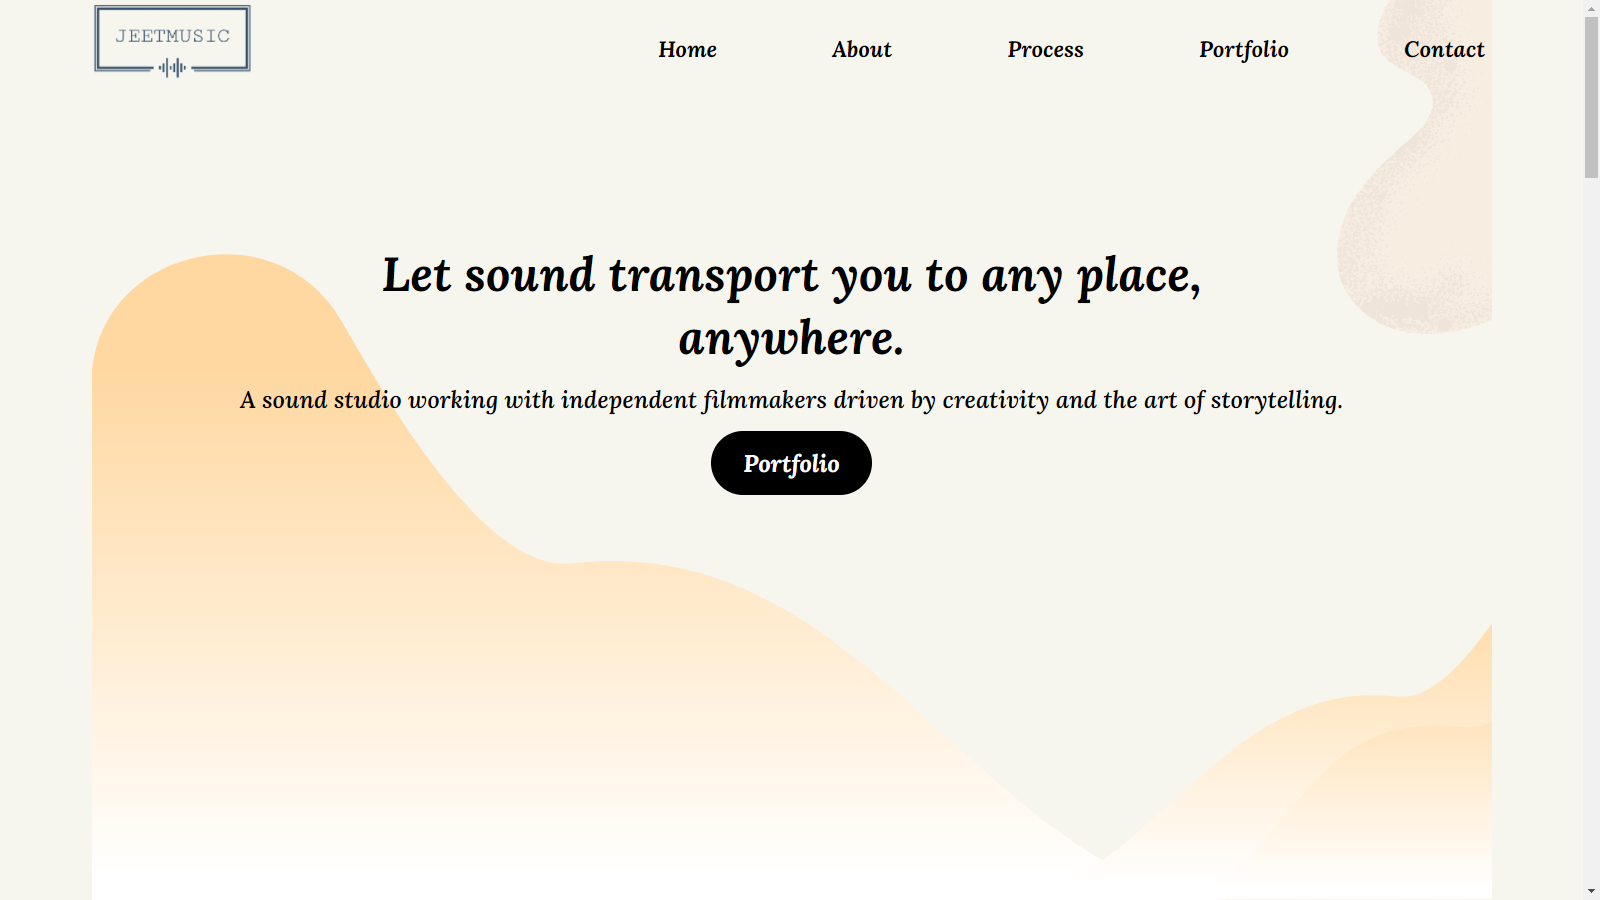 JEETMUSIC
Home About Process Portfolio Contact
Let sound transport you to any place,
anywhere.
A sound studio working with independent filmmakers driven by creativity and the art of storytelling.
Portfolio